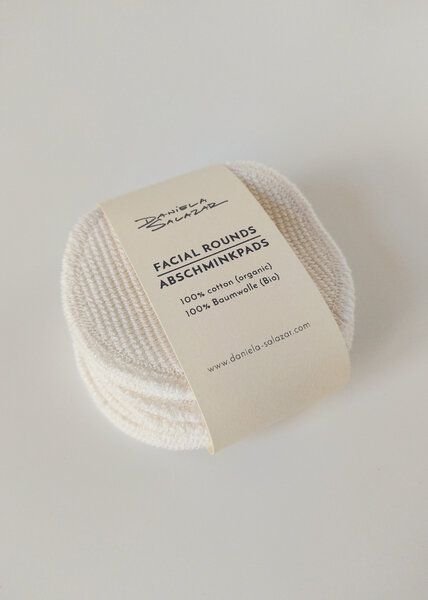 DANIELA
SALAZAR
FACIAL ROUNDS
ABSCHMINKPADS
100% cotton (organic)
100% Baumwolle (Bio)
www.daniela-salazar.com